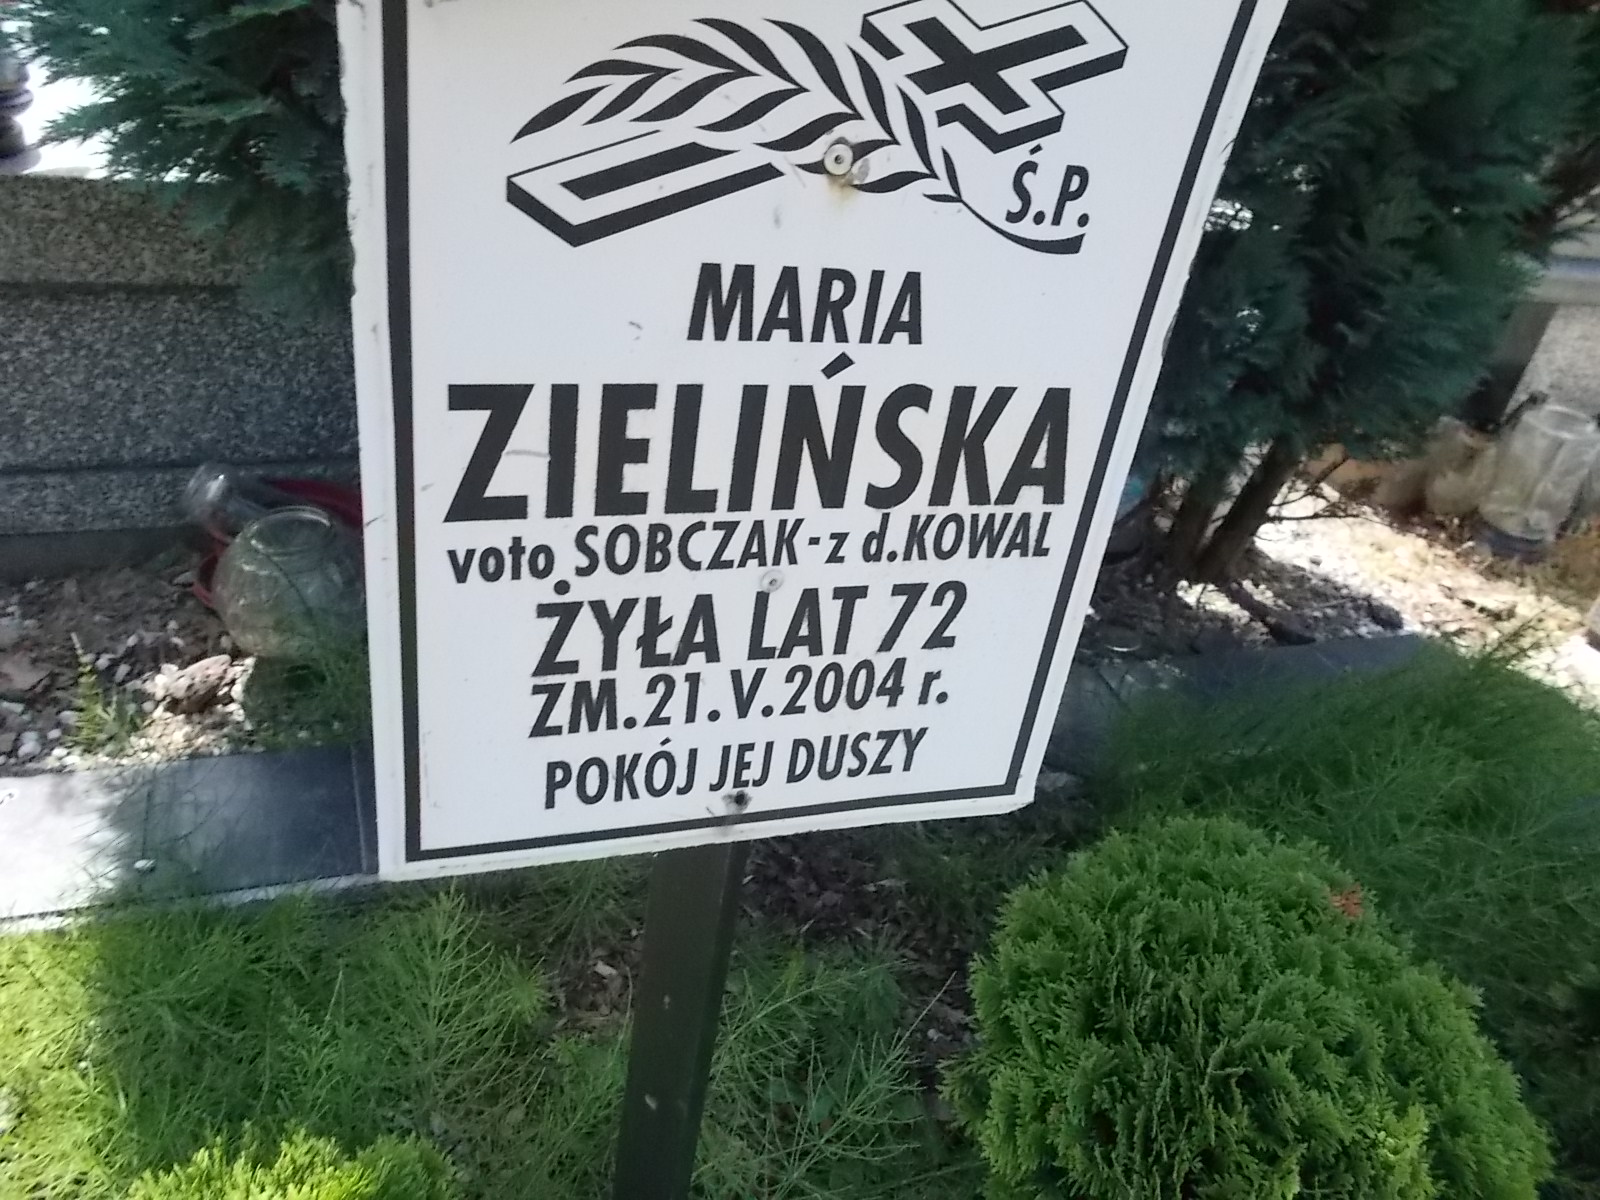 Ś.P.
MARIA
ZIELIŃSKA
voto SOBCZAK-z d.KOWAL
ŻYŁA LAT 72
ZM.21.V.2004 r.
POKÓJ JEJ DUSZY